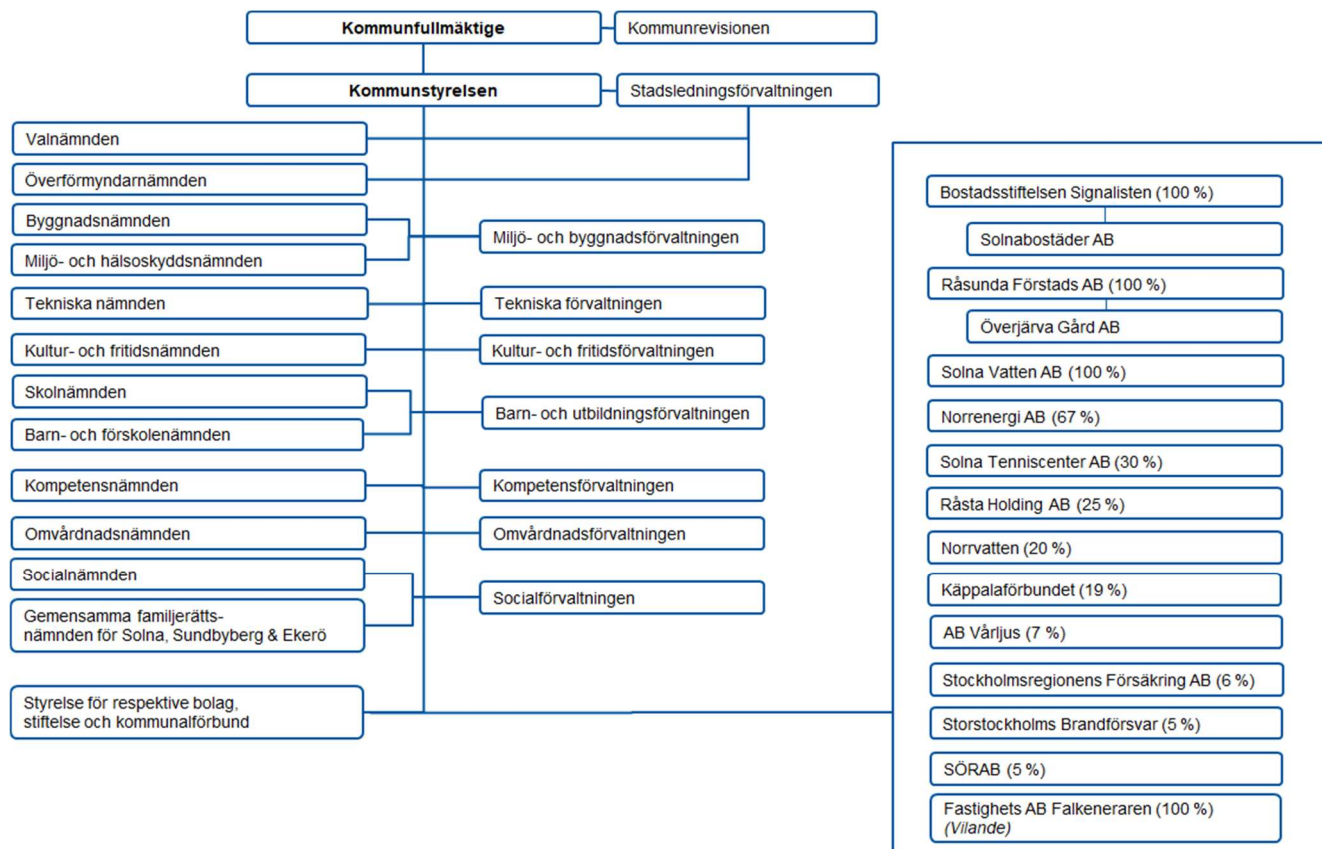 Kommunfullmäktige
Kommunrevisionen
Kommunstyrelsen
Stadsledningsförvaltningen
Valnämnden
Överförmyndarnämnden
Byggnadsnämnden
Miljö- och hälsoskyddsnämnden
Miljö- och byggnadsförvaltningen
Tekniska nämnden
Tekniska förvaltningen
Kultur- och fritidsnämnden
Kultur- och fritidsförvaltningen
Skolnämnden
Barn- och förskolenämnden
Barn- och utbildningsförvaltningen
Kompetensnämnden
Kompetensförvaltningen
Omvårdnadsnämnden
Omvårdnadsförvaltningen
Socialnämnden
Gemensamma familjerätts-
nämnden för Solna, Sundbyberg & Ekerö
Socialförvaltningen
Styrelse för respektive bolag,
stiftelse och kommunalförbund
Bostadsstiftelsen Signalisten (100 %)
Solnabostäder AB
Råsunda Förstads AB (100 %)
Överjärva Gård AB
Solna Vatten AB (100 %)
Norrenergi AB (67 %)
Solna Tenniscenter AB (30 %)
Råsta Holding AB (25 %)
Norrvatten (20 %)
Käppalaförbundet (19 %)
AB Vårljus (7 %)
Stockholmsregionens Försäkring AB (6 %)
Storstockholms Brandförsvar (5 %)
SÖRAB (5 %)
Fastighets AB Falkeneraren (100 %)
(Vilande)